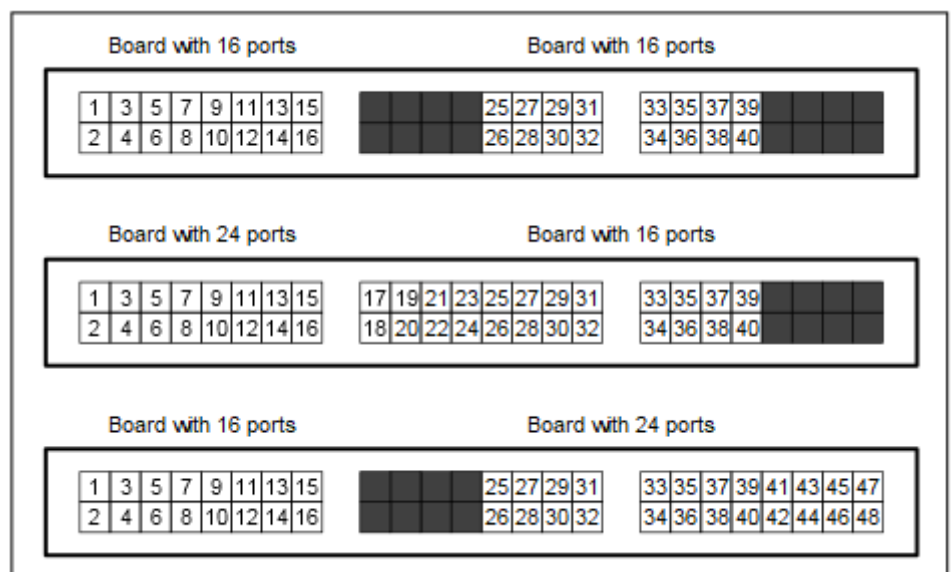 Board with 16 ports Board with 16 ports
1 3 5 7 9 11 13 15 25 27 29 31 33 35 37 39
2 4 6 8 10 12 14 16 26 28 30 32 34 36 38 40
Board with 24 ports Board with 16 ports
1 3 5 7 9 11 13 15 17 19 21 23 25 27 29 31 33 35 37 39
2 4 6 8 10 12 14 16 18 20 22 24 26 28 30 32 34 36 38 40
Board with 16 ports Board with 24 ports
1 3 5 7 9 11 13 15 25 27 29 31 33 35 37 39 41 43 45 47
2 4 6 8 10 12 14 16 26 28 30 32 34 36 38 40 42 44 46 48